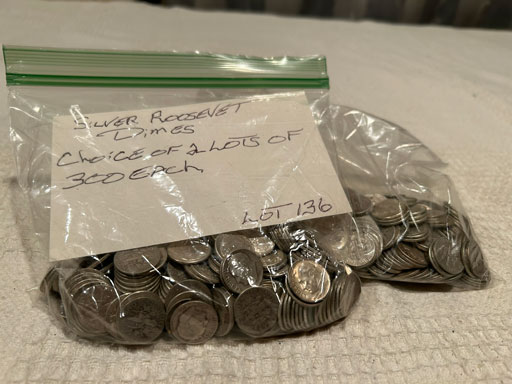 SILVER ROOSEVET
DIMES
CHOICE OF 2 LOTS OF
300 EACH
LOT 136